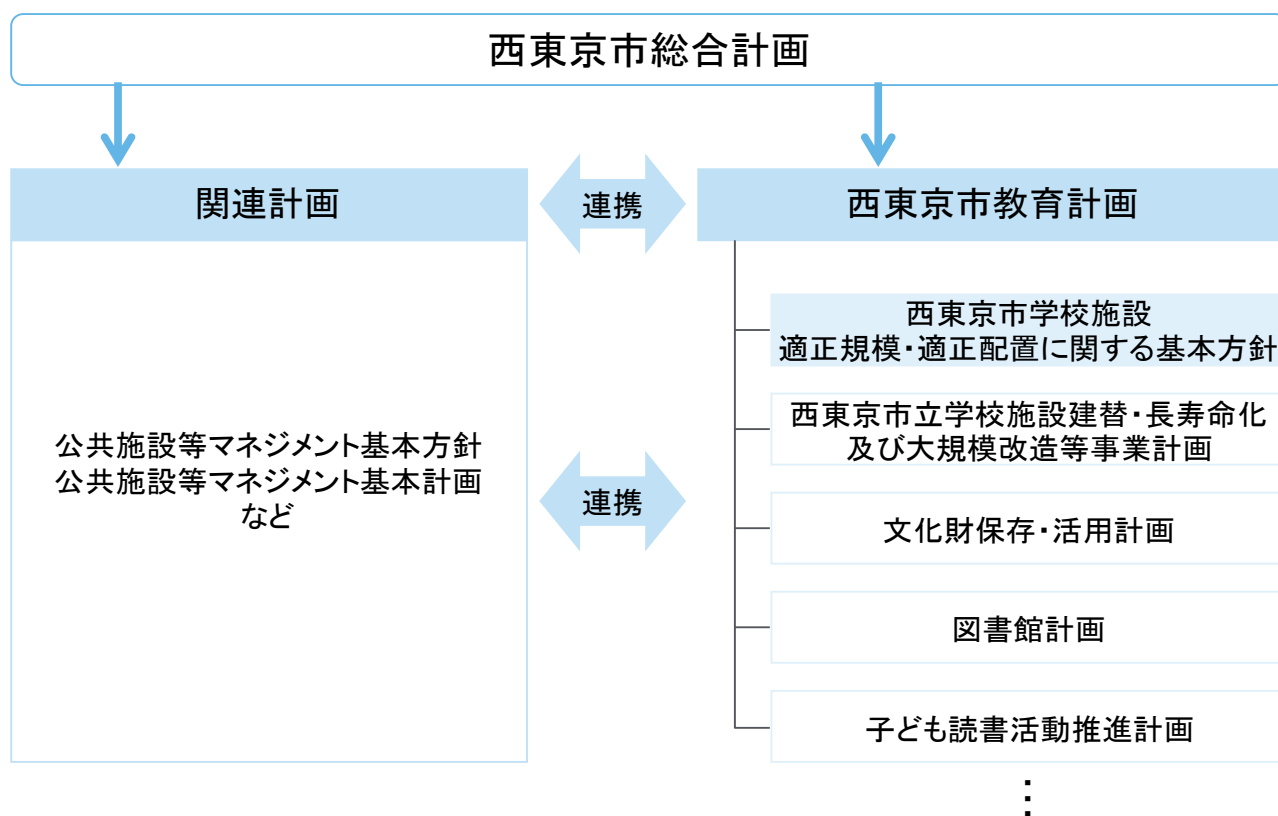 西東京市総合計画
関連計画
連携
西東京市教育計画
公共施設等マネジメント基本方針
公共施設等マネジメント基本計画
など
連携
西東京市学校施設
適正規模・適正配置に関する基本方針
西東京市立学校施設建替・長寿命化
及び大規模改造等事業計画
文化財保存・活用計画
図書館計画
子ども読書活動推進計画
⋮